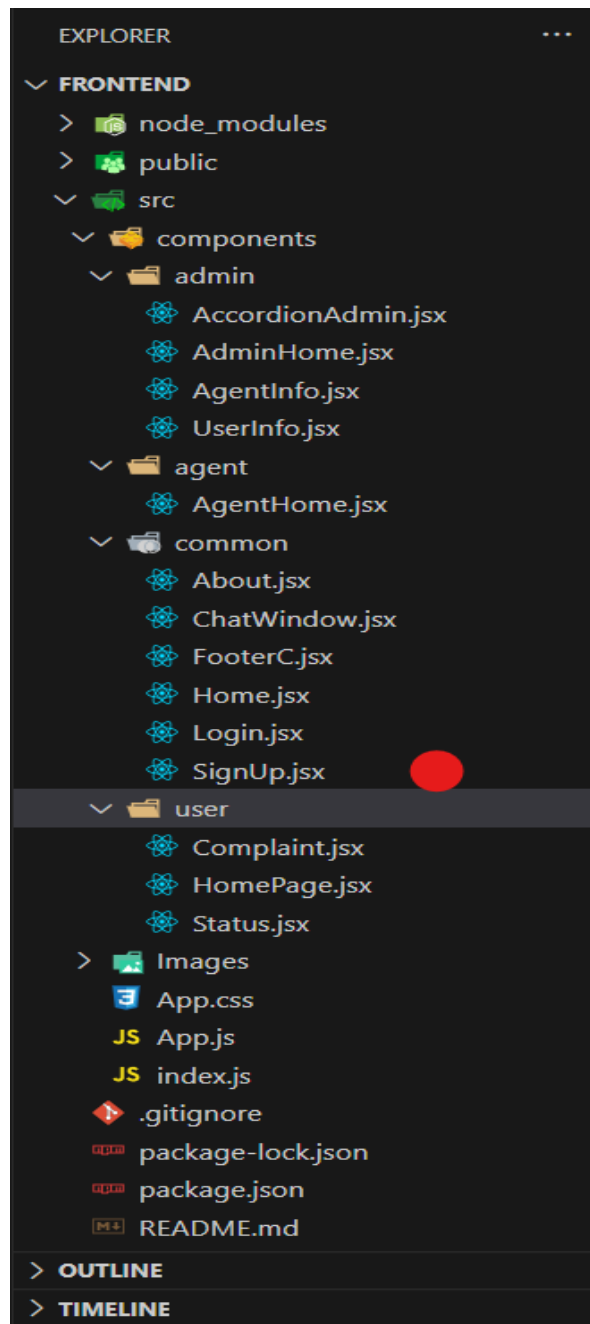 EXPLORER ...
FRONTEND
node_modules
public
src
components
admin
AccordionAdmin.jsx
AdminHome.jsx
AgentInfo.jsx
UserInfo.jsx
agent
AgentHome.jsx
common
About.jsx
ChatWindow.jsx
FooterC.jsx
Home.jsx
Login.jsx
SignUp.jsx
user
Complaint.jsx
HomePage.jsx
Status.jsx
Images
App.css
JS App.js
JS index.js
.gitignore
package-lock.json
package.json
README.md
OUTLINE
TIMELINE